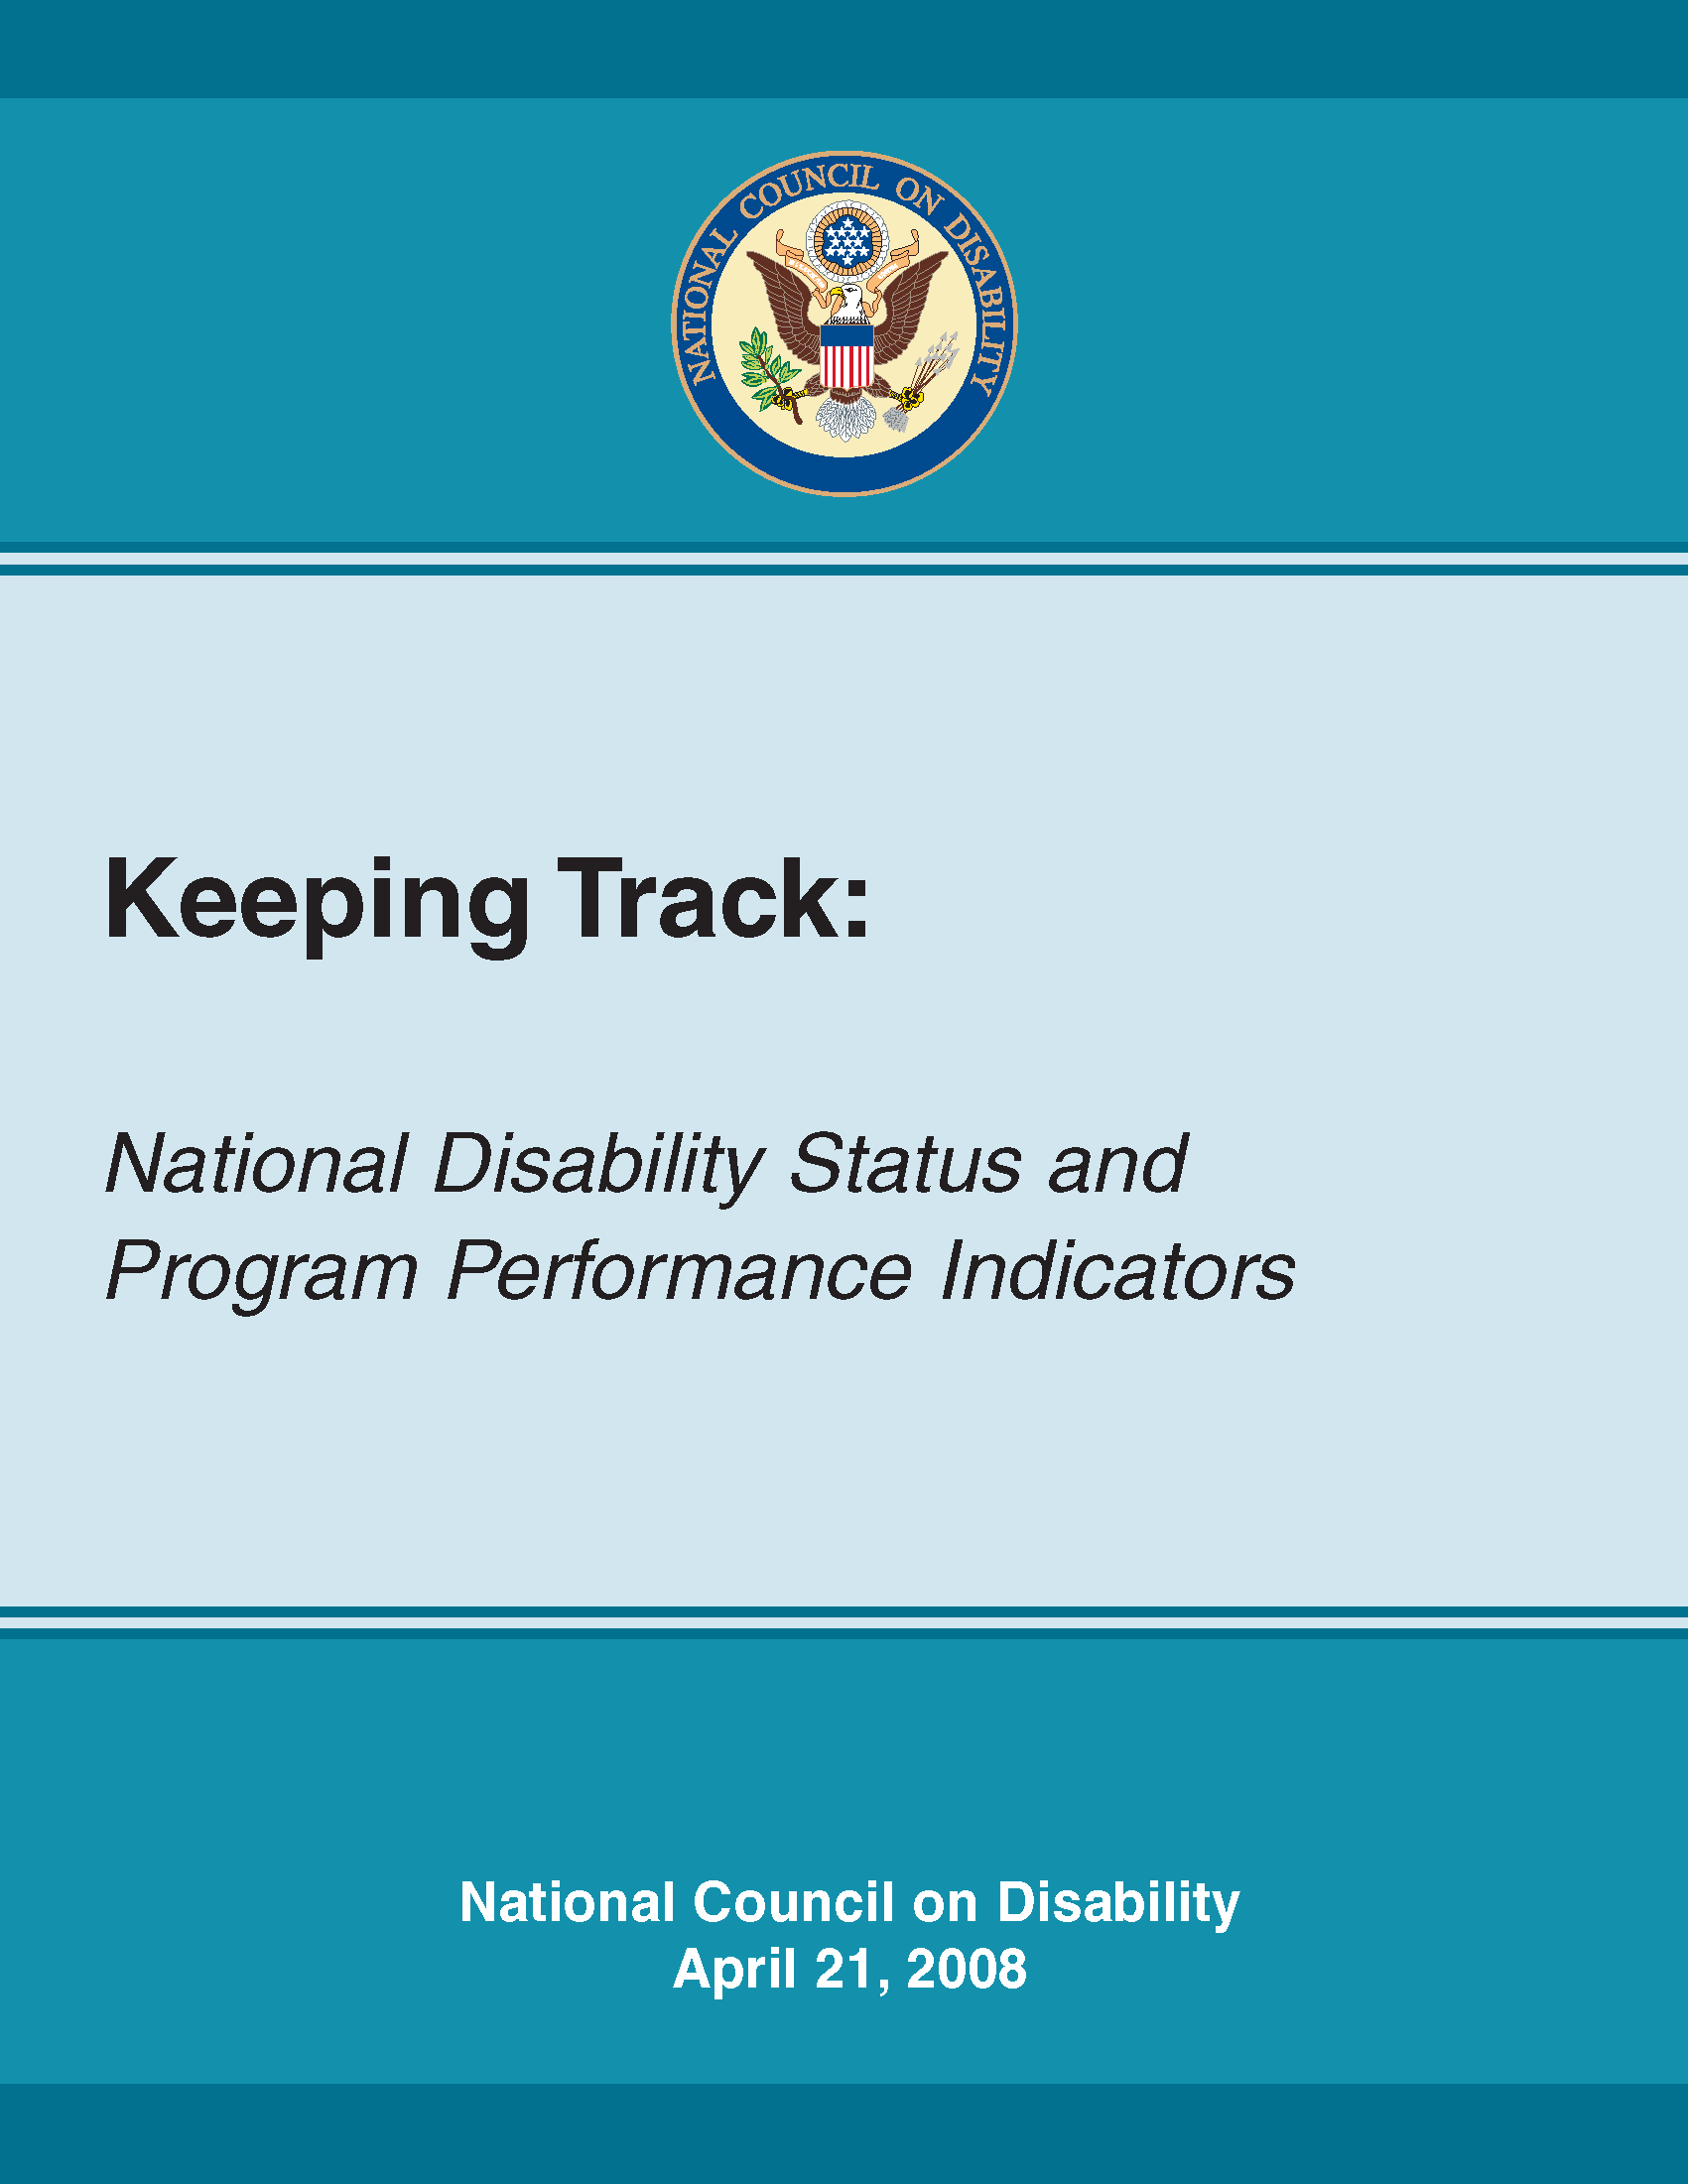 NATIONAL COUNCIL ON DISABILITY
Keeping Track:
National Disability Status and
Program Performance Indicators
National Council on Disability
April 21, 2008